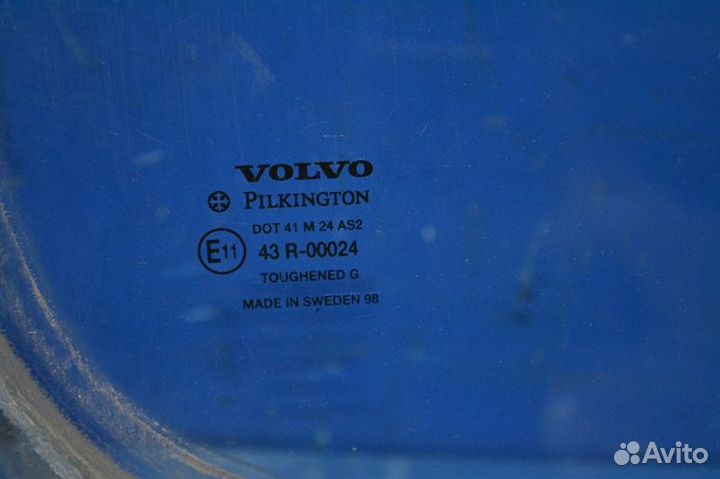 VOLVO
PILKINGTON
DOT 41 M 24 AS2
E11 43 R-00024
TOUGHENED G
MADE IN SWEDEN 98
Avito